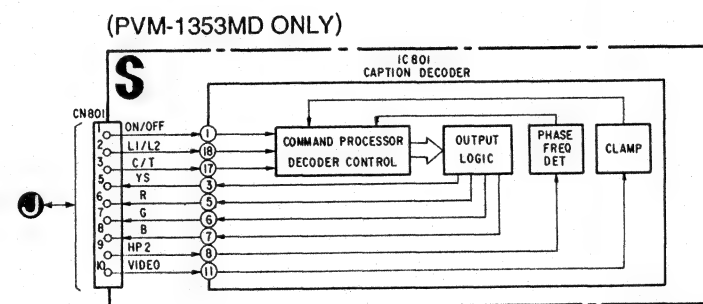 (PVM-1353MD ONLY)
S
IC801
CAPTION DECODER
CN801
1 ON/OFF 1
2 L1/L2 18
3 C/T 17
5 YS 3
6 R 5
7 G 6
8 B 7
9 HP2 8
10 VIDEO 11
COMMAND PROCESSOR
DECODER CONTROL
OUTPUT
LOGIC
PHASE
FREQ
DET
CLAMP
J